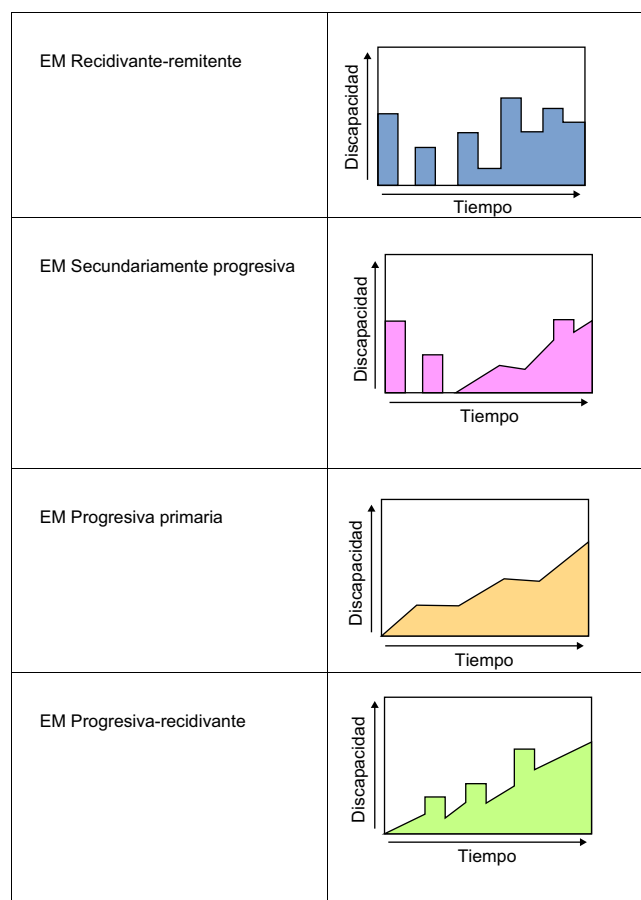 EM Recidivante-remitente
Discapacidad
Tiempo
EM Secundariamente progresiva
Discapacidad
Tiempo
EM Progresiva primaria
Discapacidad
Tiempo
EM Progresiva-recidivante
Discapacidad
Tiempo